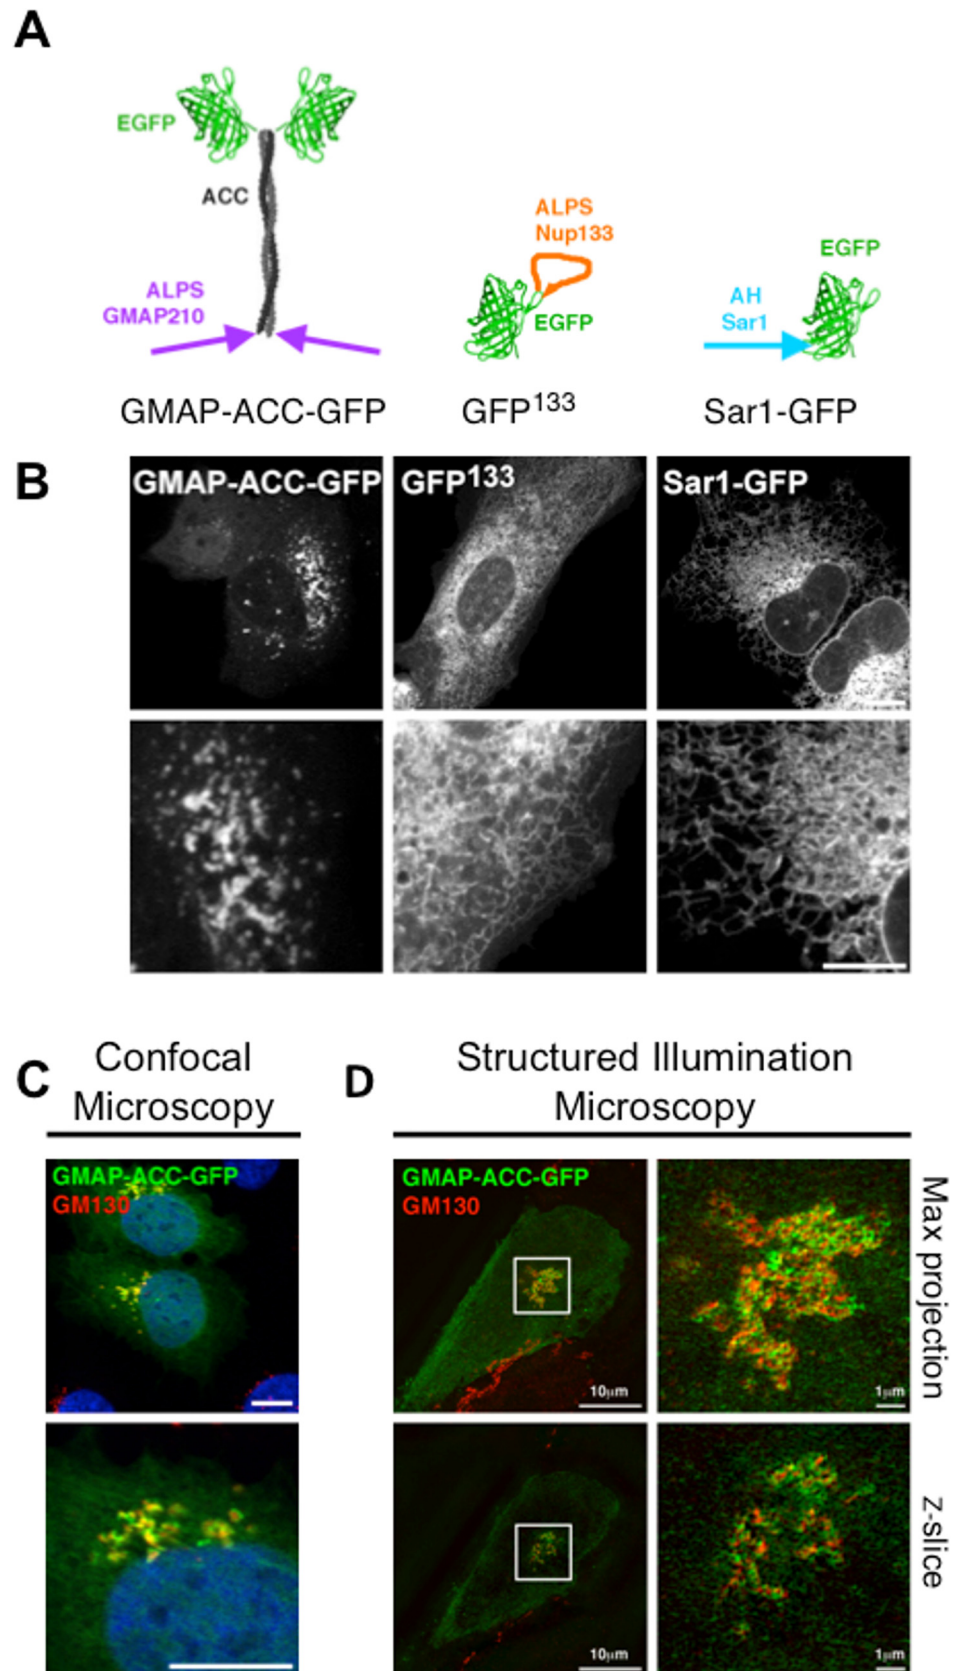 A
EGFP
ACC
ALPS
GMAP210
ALPS
Nup133
EGFP
EGFP
AH
Sar1
GMAP-ACC-GFP
GFP133
Sar1-GFP
B
GMAP-ACC-GFP
GFP133
Sar1-GFP
C
Confocal
Microscopy
D
Structured Illumination
Microscopy
GMAP-ACC-GFP
GM130
GMAP-ACC-GFP
GM130
10µm
1µm
Max projection
10µm
1µm
z-slice